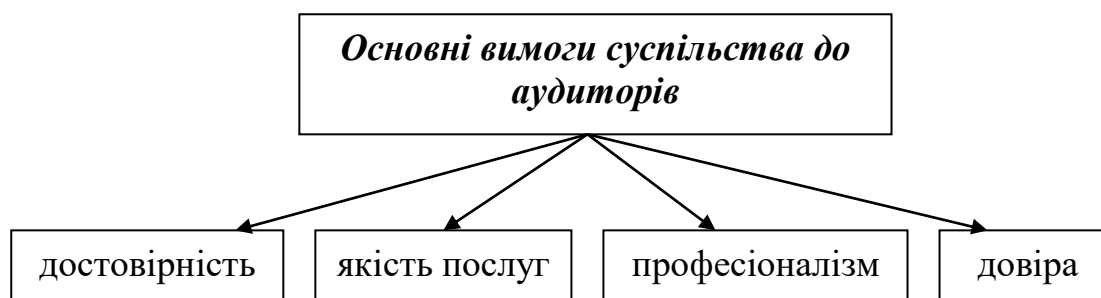 Основні вимоги суспільства до
аудиторів
достовірність
якість послуг
професіоналізм
довіра